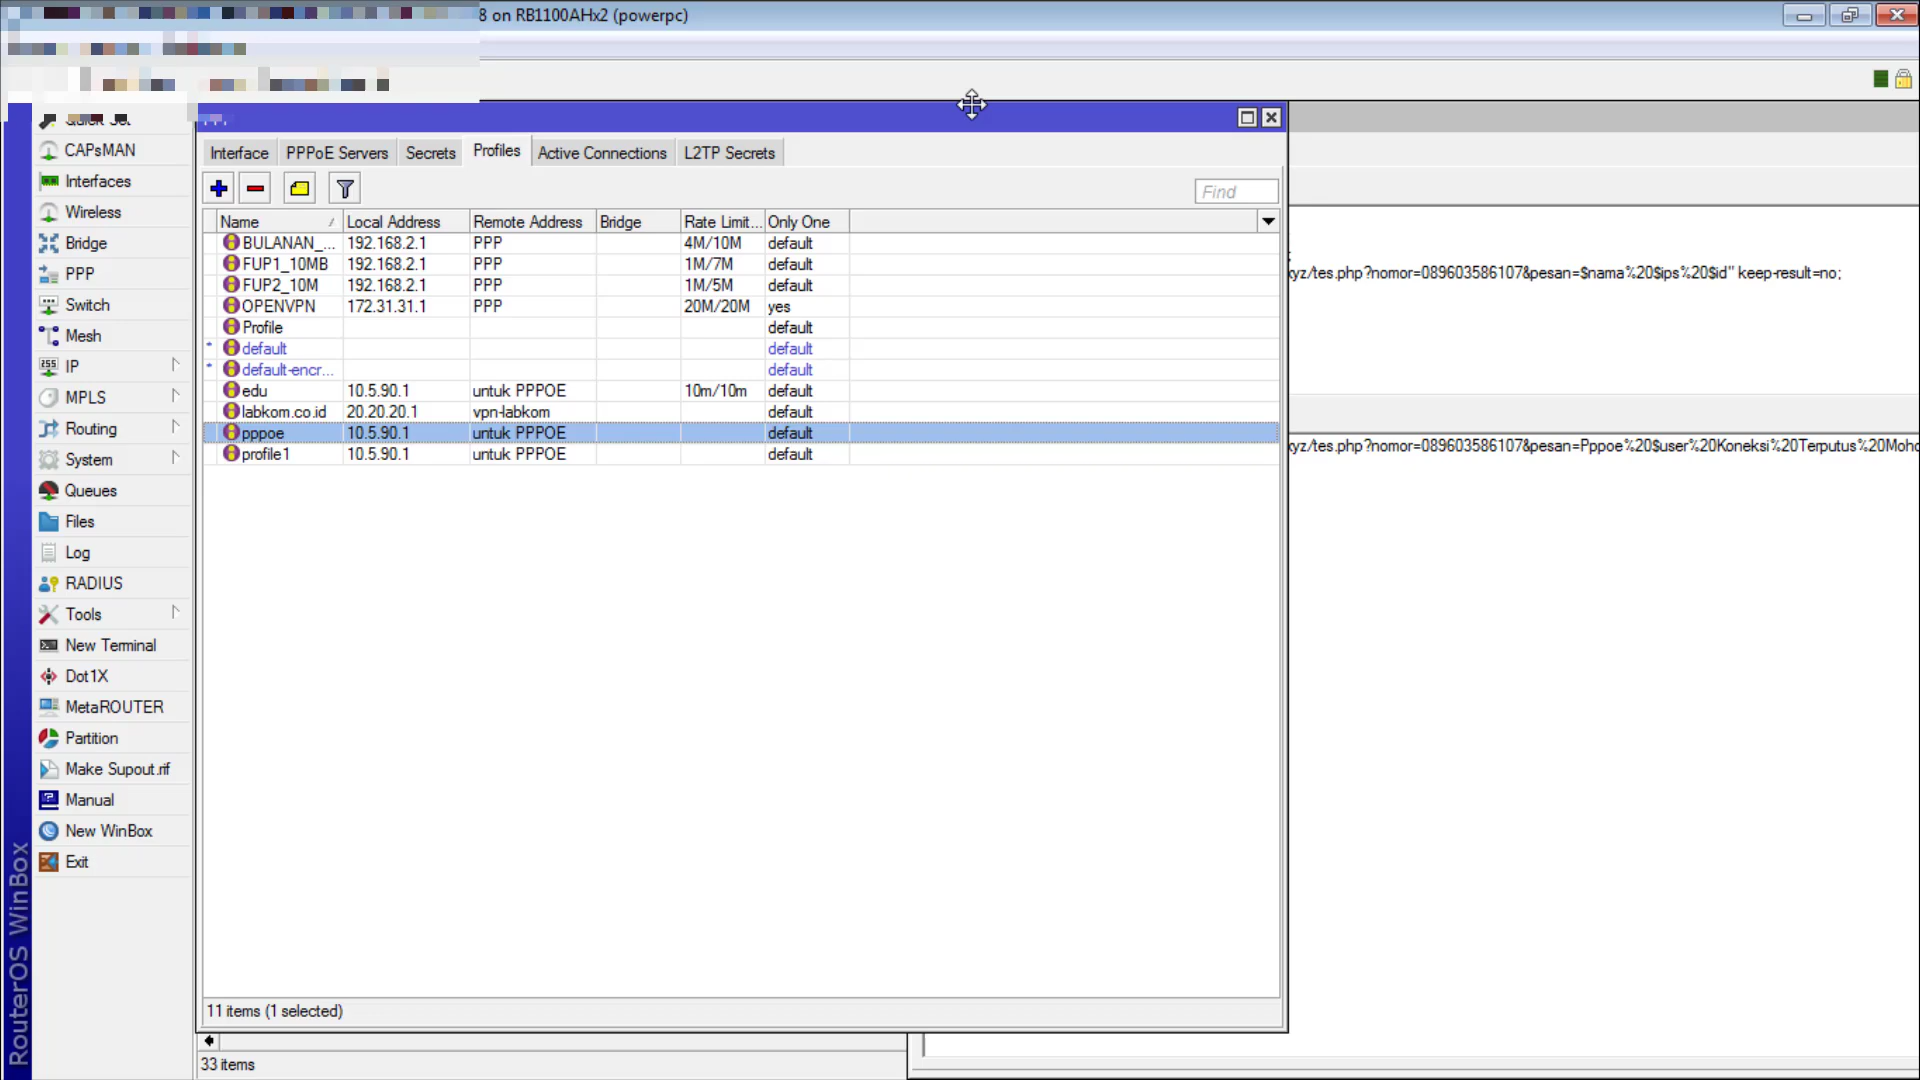 8 on RB1100AHx2 (powerpc)
Quick Set
CAPsMAN
Interfaces
Wireless
Bridge
PPP
Switch
Mesh
IP
MPLS
Routing
System
Queues
Files
Log
RADIUS
Tools
New Terminal
Dot1X
MetaROUTER
Partition
Make Supout.rif
Manual
New WinBox
Exit
RouterOS WinBox
Interface PPPoE Servers Secrets Profiles Active Connections L2TP Secrets
Find
Name Local Address Remote Address Bridge Rate Limit... Only One
BULANAN_... 192.168.2.1 PPP 4M/10M default
FUP1_10MB 192.168.2.1 PPP 1M/7M default
FUP2_10M 192.168.2.1 PPP 1M/5M default
OPENVPN 172.31.31.1 PPP 20M/20M yes
Profile default
* default default
* default-encr... default
edu 10.5.90.1 untuk PPPOE 10m/10m default
labkom.co.id 20.20.20.1 vpn-labkom default
pppoe 10.5.90.1 untuk PPPOE default
profile1 10.5.90.1 untuk PPPOE default
11 items (1 selected)
33 items
xyz/tes.php?nomor=089603586107&pesan=$nama%20$ips%20$id" keep-result=no;
xyz/tes.php?nomor=089603586107&pesan=Pppoe%20$user%20Koneksi%20Terputus%20Moho